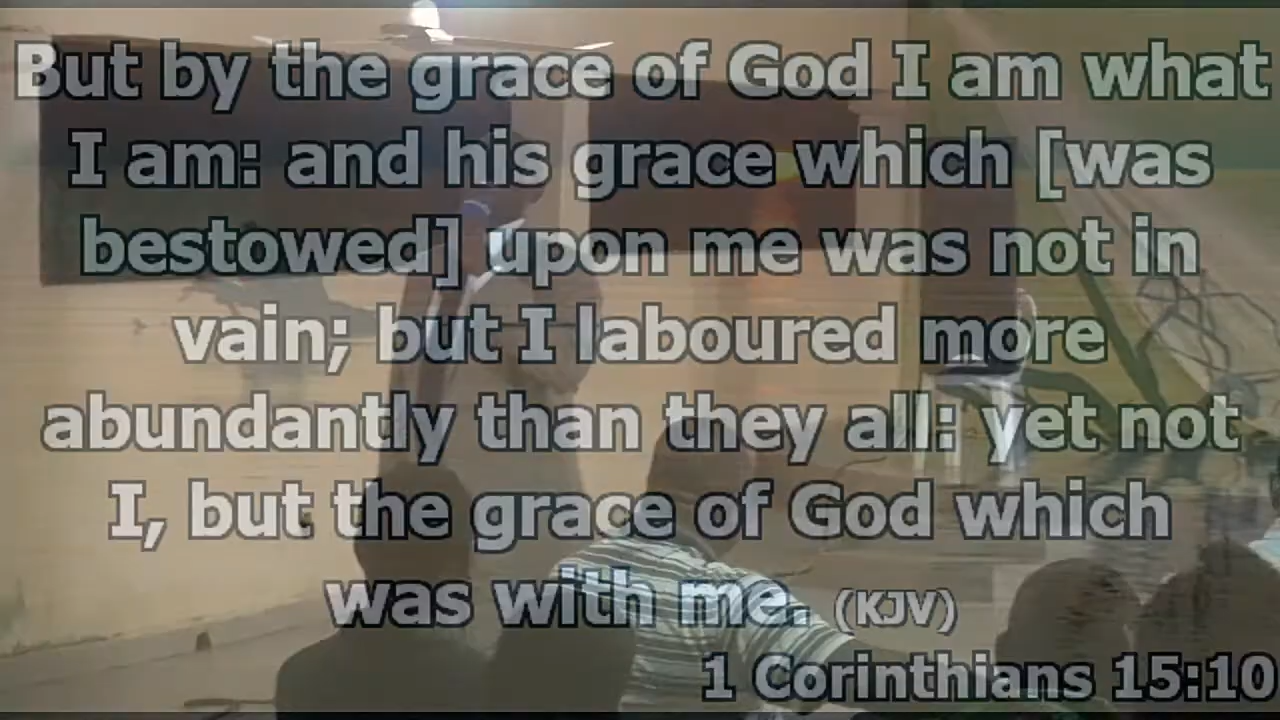 But by the grace of God I am what
I am: and his grace which [was
bestowed] upon me was not in
vain; but I laboured more
abundantly than they all: yet not
I, but the grace of God which
was with me. (KJV)
1 Corinthians 15:10